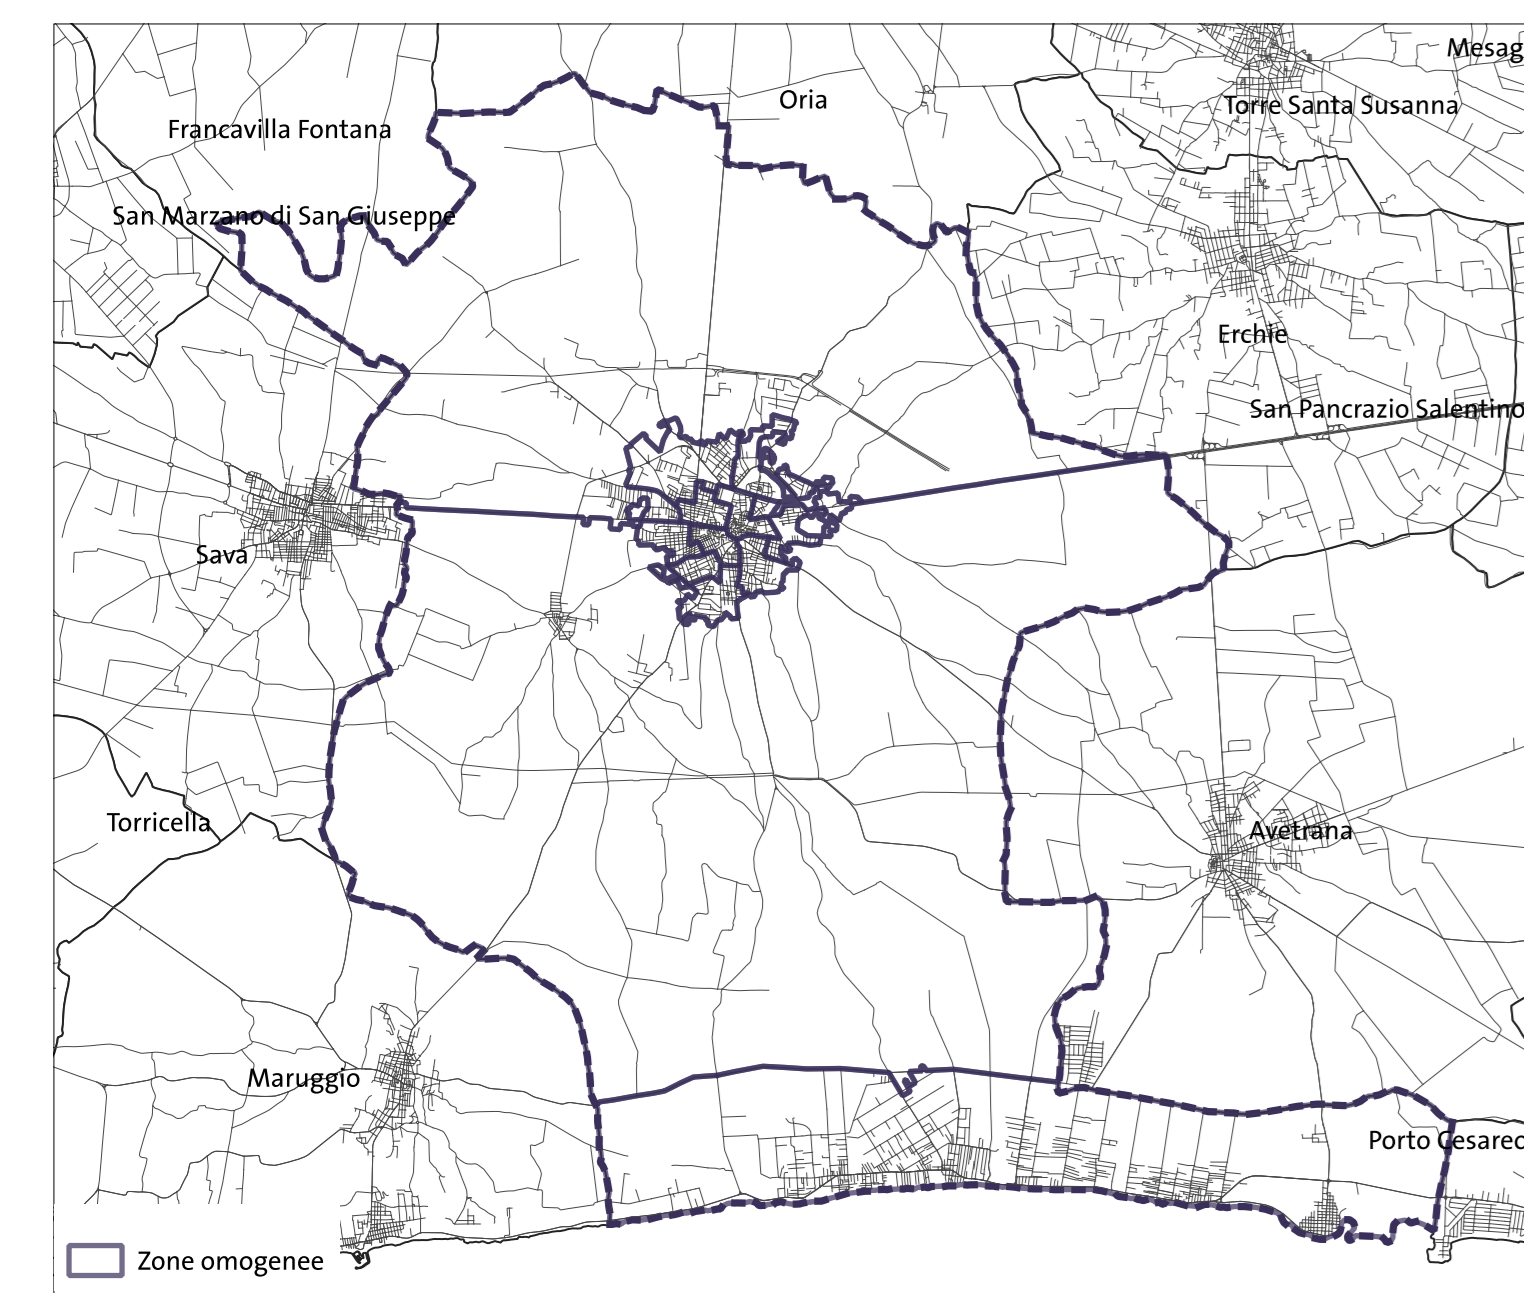 Mesag
Oria
Torre Santa Susanna
Francavilla Fontana
San Marzano di San Giuseppe
Erchie
San Pancrazio Salentino
Sava
Torricella
Avetrana
Maruggio
Porto Cesareo
Zone omogenee